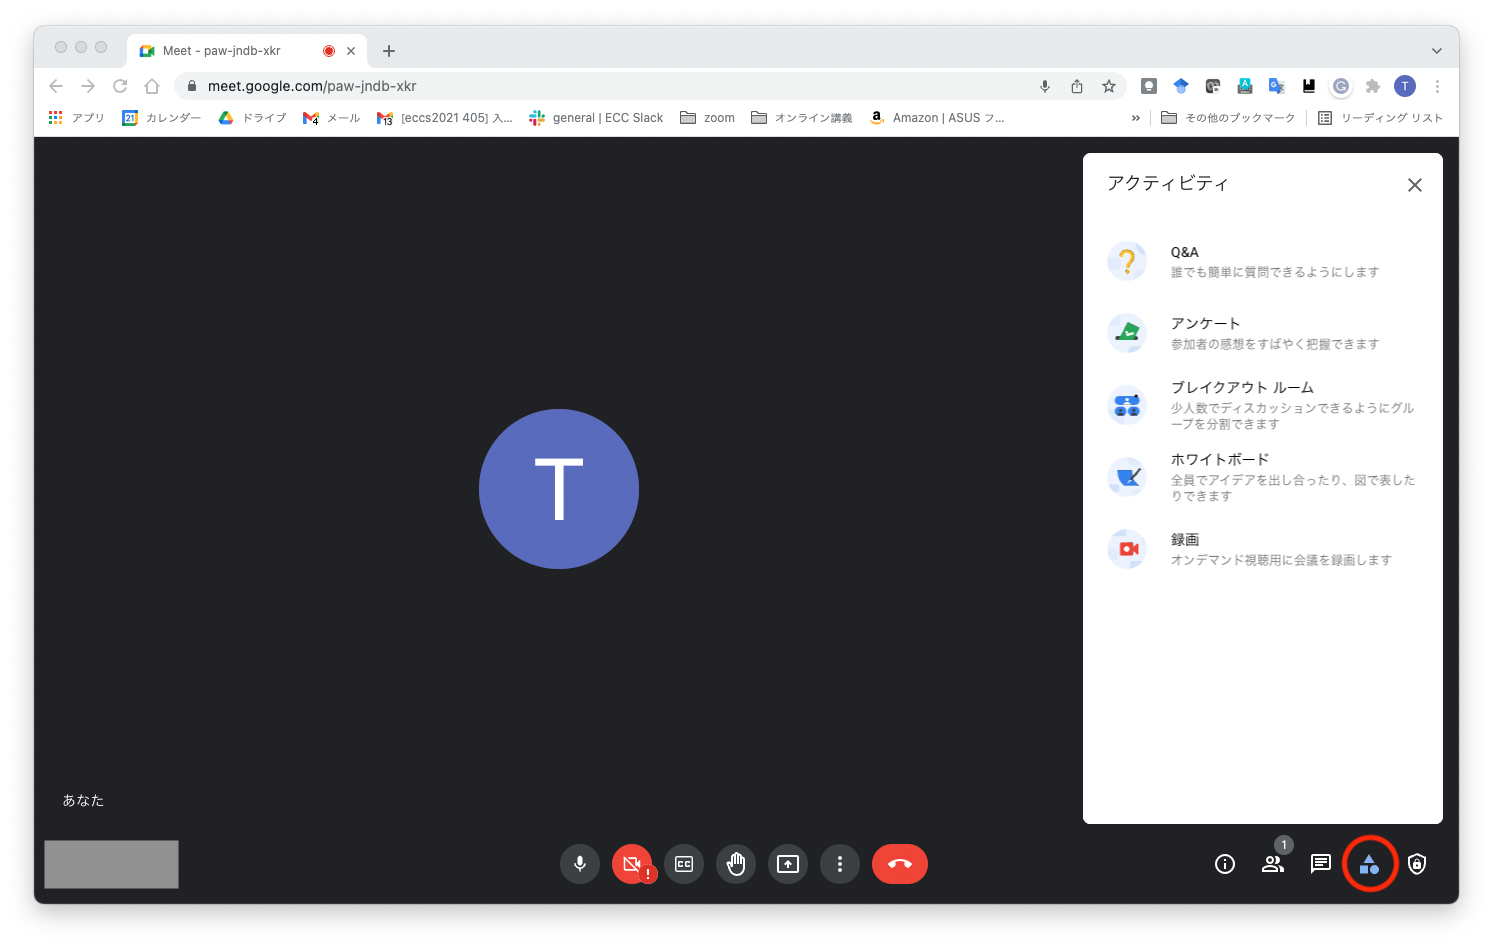 Meet - paw-jndb-xkr
meet.google.com/paw-jndb-xkr
T
アプリ
21 カレンダー
ドライブ
4 メール
13 [eccs2021 405] 入...
general | ECC Slack
zoom
オンライン講義
a Amazon | ASUS フ...
»
その他のブックマーク
リーディング リスト
アクティビティ
Q&A
誰でも簡単に質問できるようにします
アンケート
参加者の感想をすばやく把握できます
ブレイクアウト ルーム
少人数でディスカッションできるようにグル
ープを分割できます
ホワイトボード
全員でアイデアを出し合ったり、図で表した
りできます
録画
オンデマンド視聴用に会議を録画します
T
あなた
!
CC
1